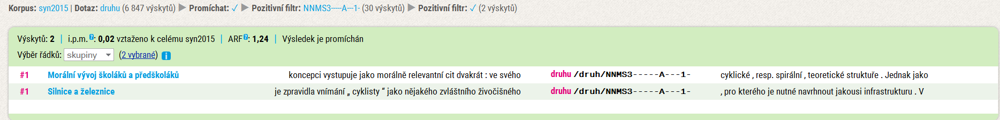 Korpus: syn2015 | Dotaz: druhu (6 847 výskytů) ▶ Promíchat: ✓ ▶ Pozitivní filtr: NNMS3-----A---1- (30 výskytů) ▶ Pozitivní filtr: ✓ (2 výskytů)
Výskytů: 2 | i.p.m.?: 0,02 vztaženo k celému syn2015 | ARF?: 1,24 | Výsledek je promíchán
Výběr řádků: skupiny (2 vybrané) i
#1 Morální vývoj školáků a předškoláků koncepci vystupuje jako morálně relevantní cit dvakrát : ve svého druhu /druh/NNMS3-----A---1- cyklické , resp. spirální , teoretické struktuře . Jednak jako
#1 Silnice a železnice je zpravidla vnímání „ cyklisty “ jako nějakého zvláštního živočišného druhu /druh/NNMS3-----A---1- , pro kterého je nutné navrhnout jakousi infrastrukturu . V